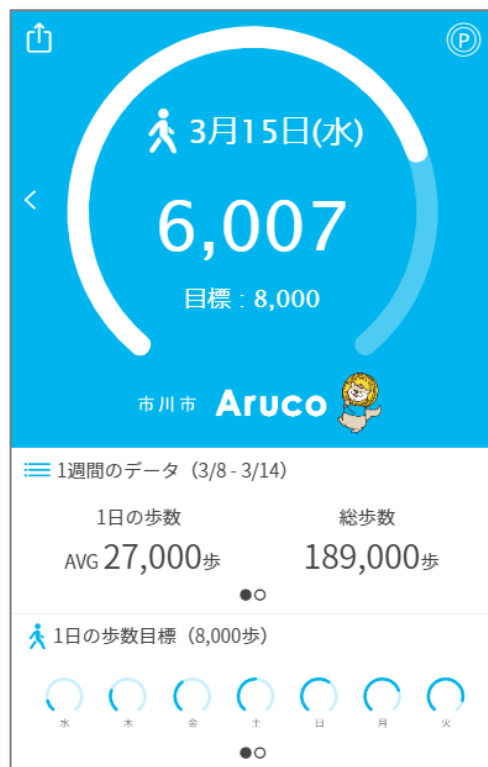 P
3月15日(水)
6,007
目標：8,000
市川市 Aruco
1週間のデータ（3/8 - 3/14）
1日の歩数 総歩数
AVG 27,000歩 189,000歩
1日の歩数目標（8,000歩）
水 木 金 土 日 月 火